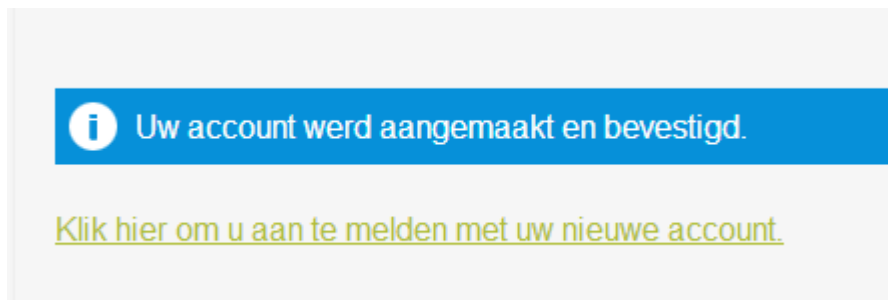 Uw account werd aangemaakt en bevestigd.
Klik hier om u aan te melden met uw nieuwe account.